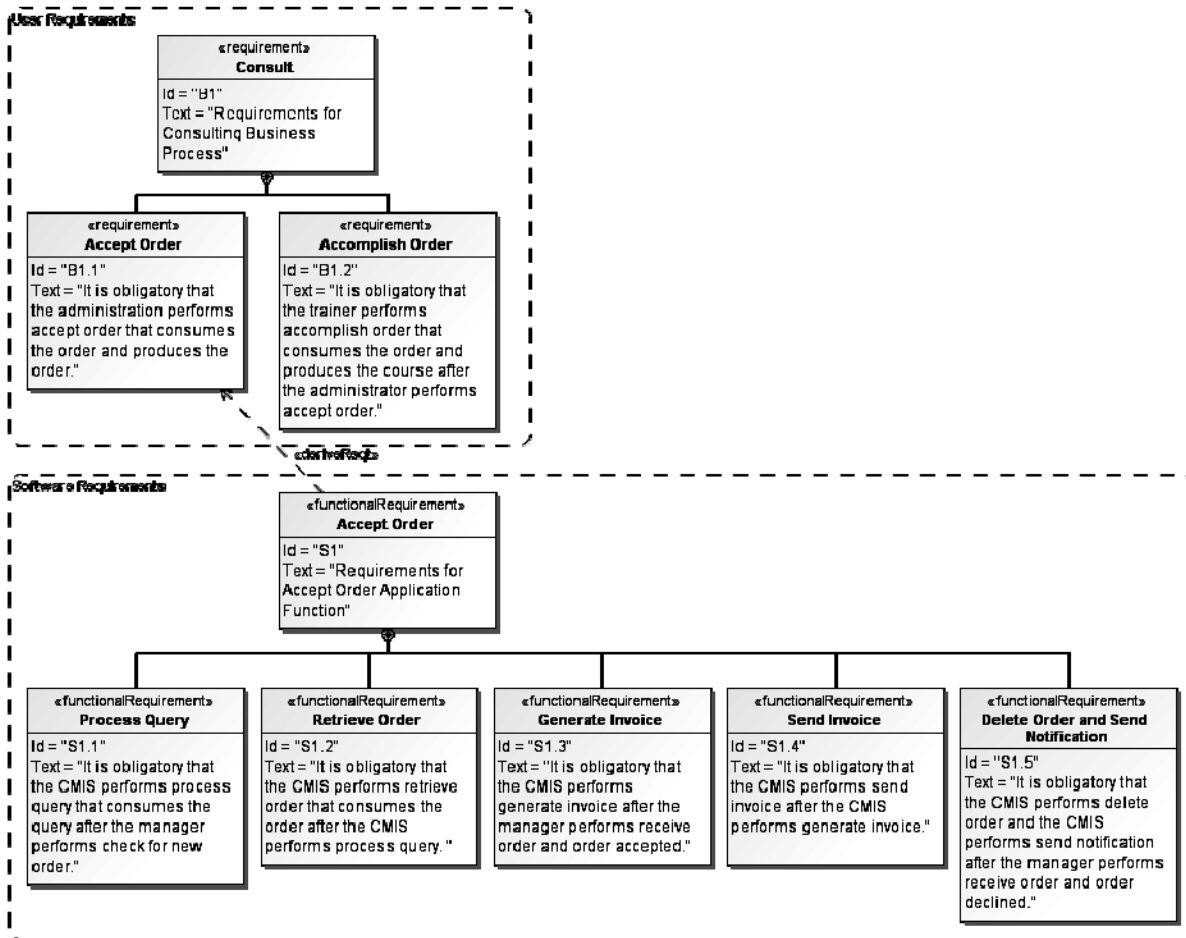 User Requirements
«requirement»
Consult
Id = "B1"
Text = "Requirements for
Consulting Business
Process"
«requirement»
Accept Order
Id = "B1.1"
Text = "It is obligatory that
the administration performs
accept order that consumes
the order and produces the
order."
«requirement»
Accomplish Order
Id = "B1.2"
Text = "It is obligatory that
the trainer performs
accomplish order that
consumes the order and
produces the course after
the administrator performs
accept order."
«deriveReqt»
Software Requirements
«functionalRequirement»
Accept Order
Id = "S1"
Text = "Requirements for
Accept Order Application
Function"
«functionalRequirement»
Process Query
Id = "S1.1"
Text = "It is obligatory that
the CMIS performs process
query that consumes the
query after the manager
performs check for new
order."
«functionalRequirement»
Retrieve Order
Id = "S1.2"
Text = "It is obligatory that
the CMIS performs retrieve
order that consumes the
order after the CMIS
performs process query. "
«functionalRequirement»
Generate Invoice
Id = "S1.3"
Text = "It is obligatory that
the CMIS performs
generate invoice after the
manager performs receive
order and order accepted."
«functionalRequirement»
Send Invoice
Id = "S1.4"
Text = "It is obligatory that
the CMIS performs send
invoice after the CMIS
performs generate invoice."
«functionalRequirement»
Delete Order and Send
Notification
Id = "S1.5"
Text = "It is obligatory that
the CMIS performs delete
order and the CMIS
performs send notification
after the manager performs
receive order and order
declined."